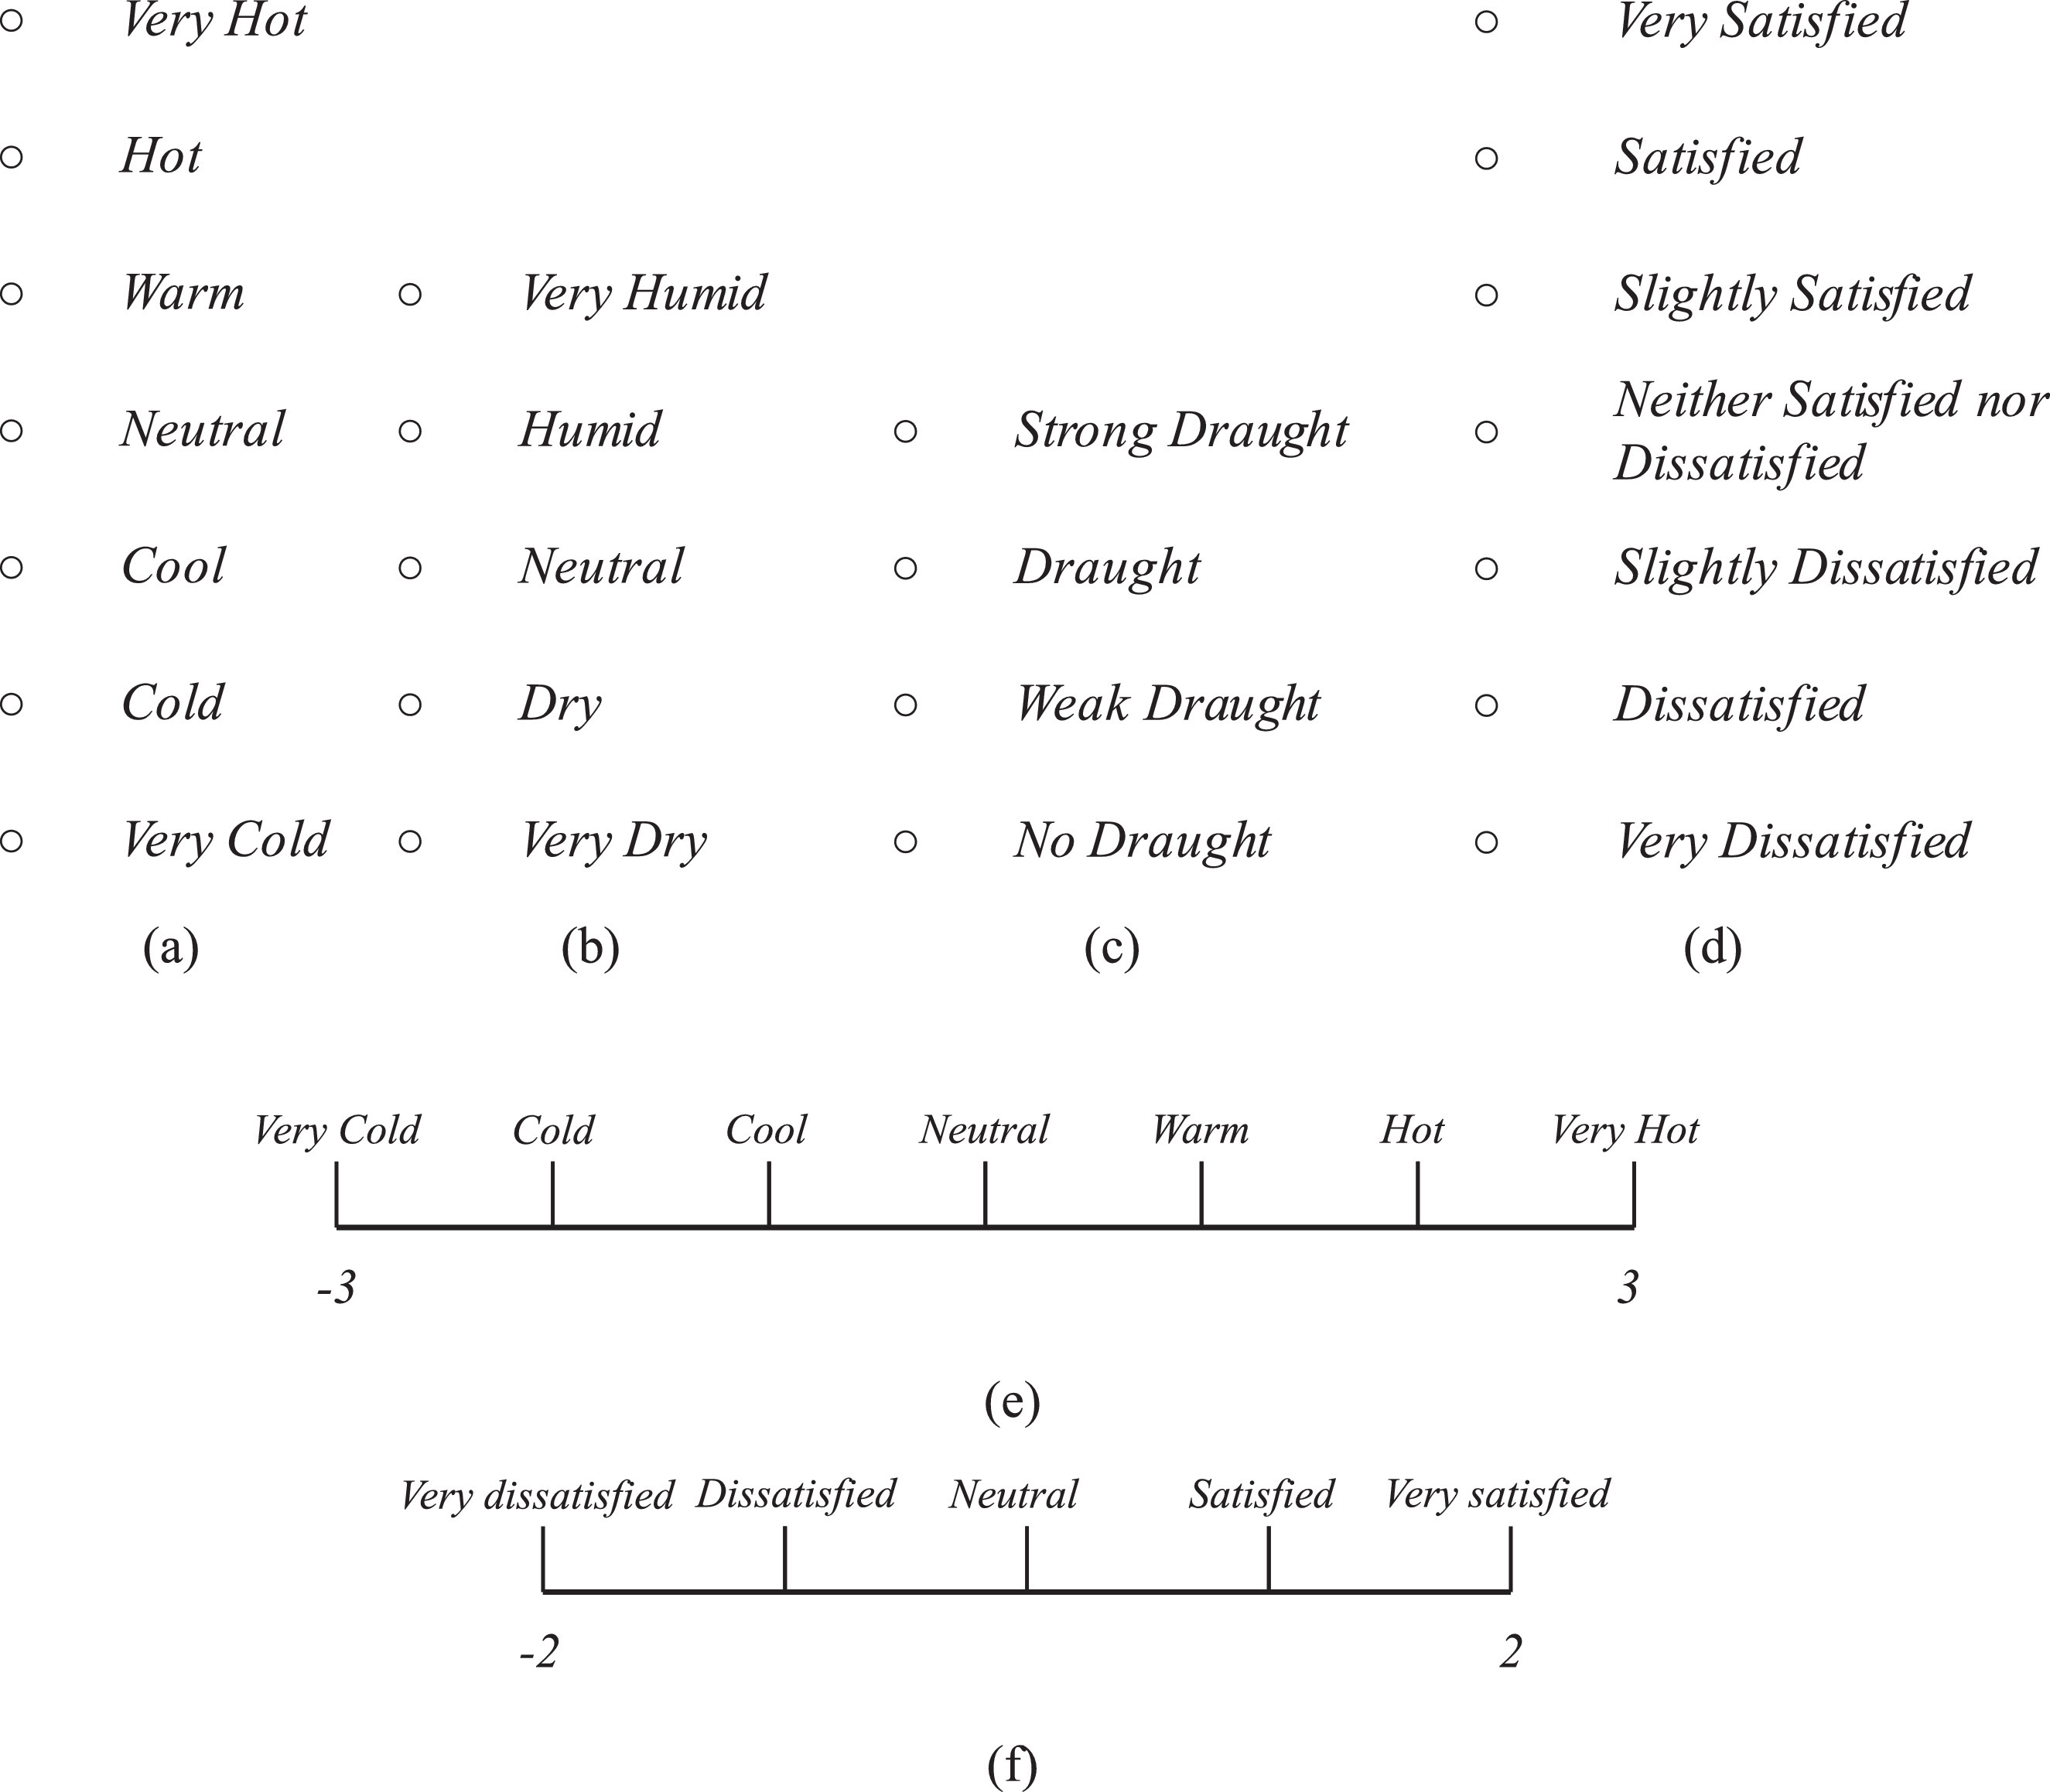 Very Hot
Hot
Warm
Neutral
Cool
Cold
Very Cold
(a)
Very Humid
Humid
Neutral
Dry
Very Dry
(b)
Strong Draught
Draught
Weak Draught
No Draught
(c)
Very Satisfied
Satisfied
Slightly Satisfied
Neither Satisfied nor
Dissatisfied
Slightly Dissatisfied
Dissatisfied
Very Dissatisfied
(d)
Very Cold Cold Cool Neutral Warm Hot Very Hot
-3 3
(e)
Very dissatisfied Dissatisfied Neutral Satisfied Very satisfied
-2 2
(f)